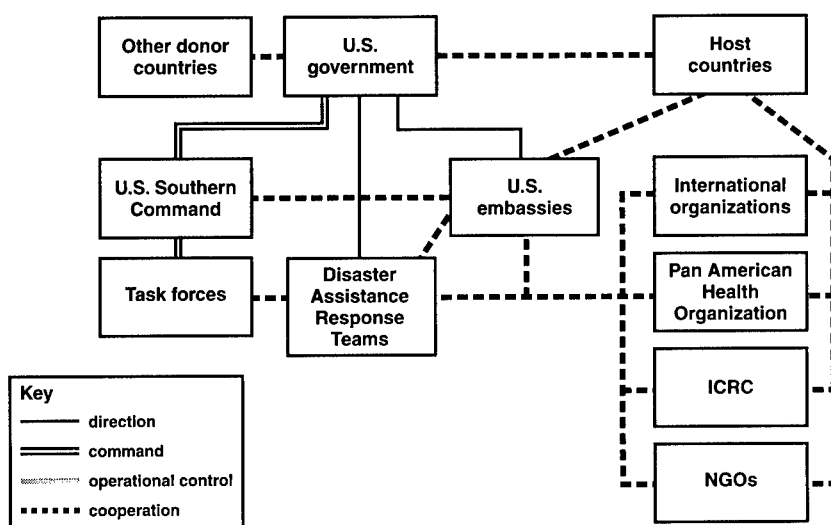 Other donor
countries
U.S.
government
Host
countries
U.S. Southern
Command
U.S.
embassies
International
organizations
Task forces
Disaster
Assistance
Response
Teams
Pan American
Health
Organization
ICRC
NGOs
Key
direction
command
operational control
cooperation